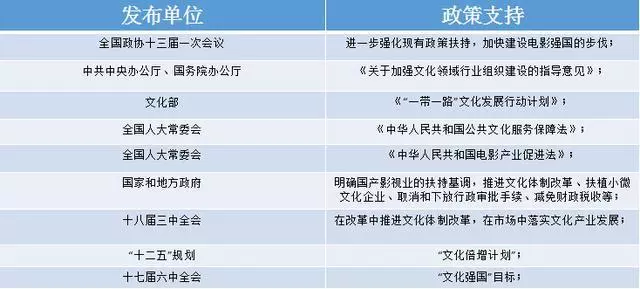 发布单位 政策支持
全国政协十三届一次会议 进一步强化现有政策扶持，加快建设电影强国的步伐；
中共中央办公厅、国务院办公厅 《关于加强文化领域行业组织建设的指导意见》；
文化部 《“一带一路”文化发展行动计划》；
全国人大常委会 《中华人民共和国公共文化服务保障法》；
全国人大常委会 《中华人民共和国电影产业促进法》；
国家和地方政府 明确国产影视业的扶持基调，推进文化体制改革、扶植小微
文化企业、取消和下放行政审批手续、减免财政税收等；
十八届三中全会 在改革中推进文化体制改革，在市场中落实文化产业发展；
“十二五”规划 “文化倍增计划”；
十七届六中全会 “文化强国”目标；